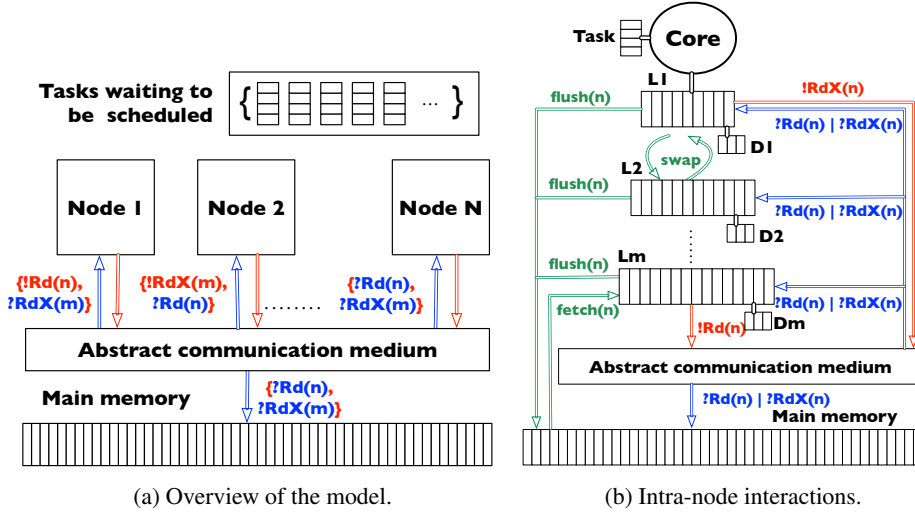 Tasks waiting to
be scheduled
{ ... }
Node 1
Node 2
Node N
{!Rd(n),
?RdX(m)}
{!RdX(m),
?Rd(n)}
........
{?Rd(n),
?RdX(m)}
Abstract communication medium
Main memory
{?Rd(n),
?RdX(m)}
(a) Overview of the model.
Task
Core
L1
flush(n)
!RdX(n)
?Rd(n) | ?RdX(n)
D1
swap
L2
flush(n)
?Rd(n) | ?RdX(n)
D2
Lm
flush(n)
fetch(n)
?Rd(n) | ?RdX(n)
Dm
!Rd(n)
Abstract communication medium
?Rd(n) | ?RdX(n)
Main memory
(b) Intra-node interactions.